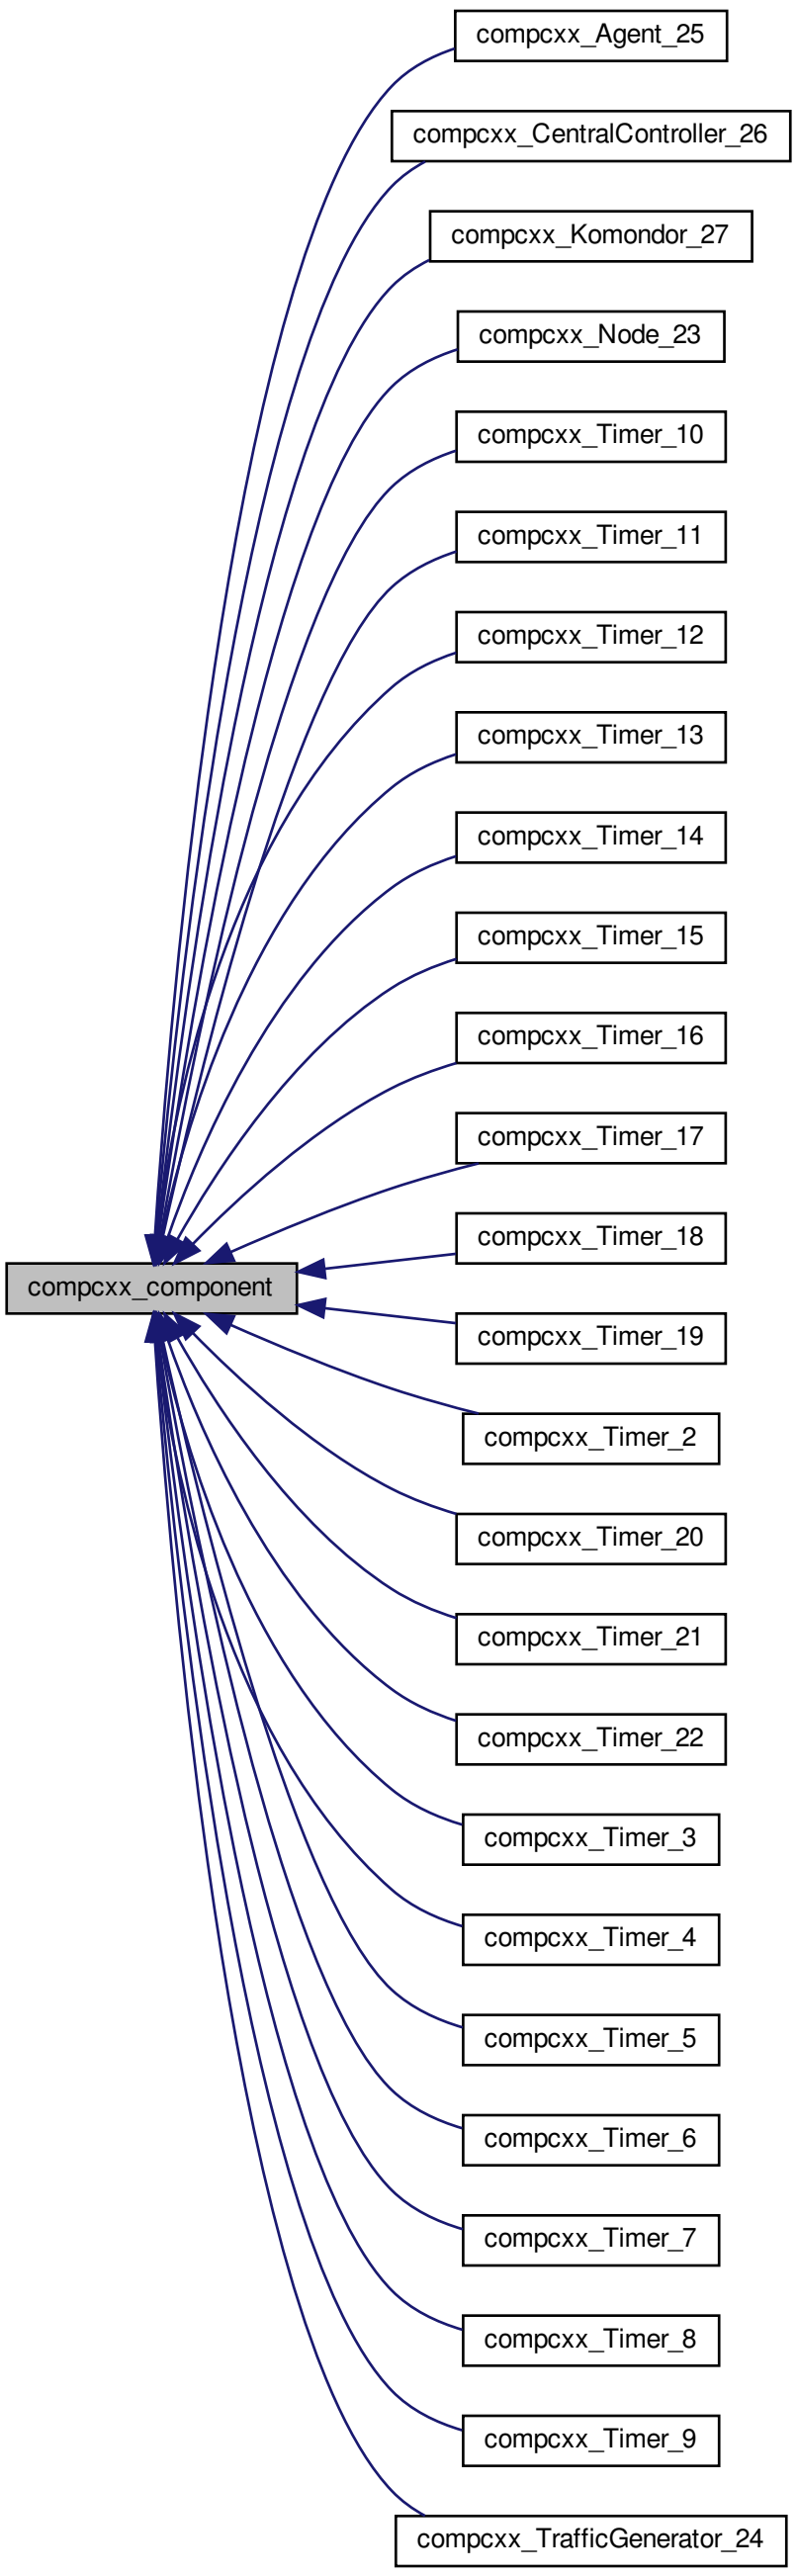 compcxx_Agent_25
compcxx_CentralController_26
compcxx_Komondor_27
compcxx_Node_23
compcxx_Timer_10
compcxx_Timer_11
compcxx_Timer_12
compcxx_Timer_13
compcxx_Timer_14
compcxx_Timer_15
compcxx_Timer_16
compcxx_Timer_17
compcxx_Timer_18
compcxx_component
compcxx_Timer_19
compcxx_Timer_2
compcxx_Timer_20
compcxx_Timer_21
compcxx_Timer_22
compcxx_Timer_3
compcxx_Timer_4
compcxx_Timer_5
compcxx_Timer_6
compcxx_Timer_7
compcxx_Timer_8
compcxx_Timer_9
compcxx_TrafficGenerator_24